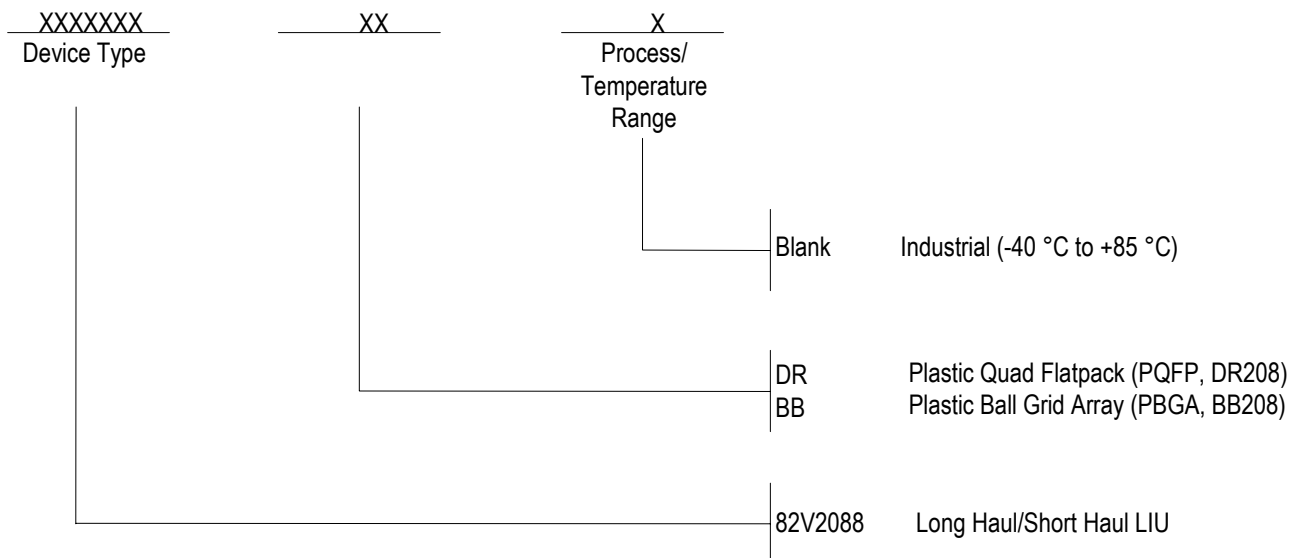 XXXXXXX XX X
Device Type Process/
Temperature
Range
Blank Industrial (-40 °C to +85 °C)
DR Plastic Quad Flatpack (PQFP, DR208)
BB Plastic Ball Grid Array (PBGA, BB208)
82V2088 Long Haul/Short Haul LIU